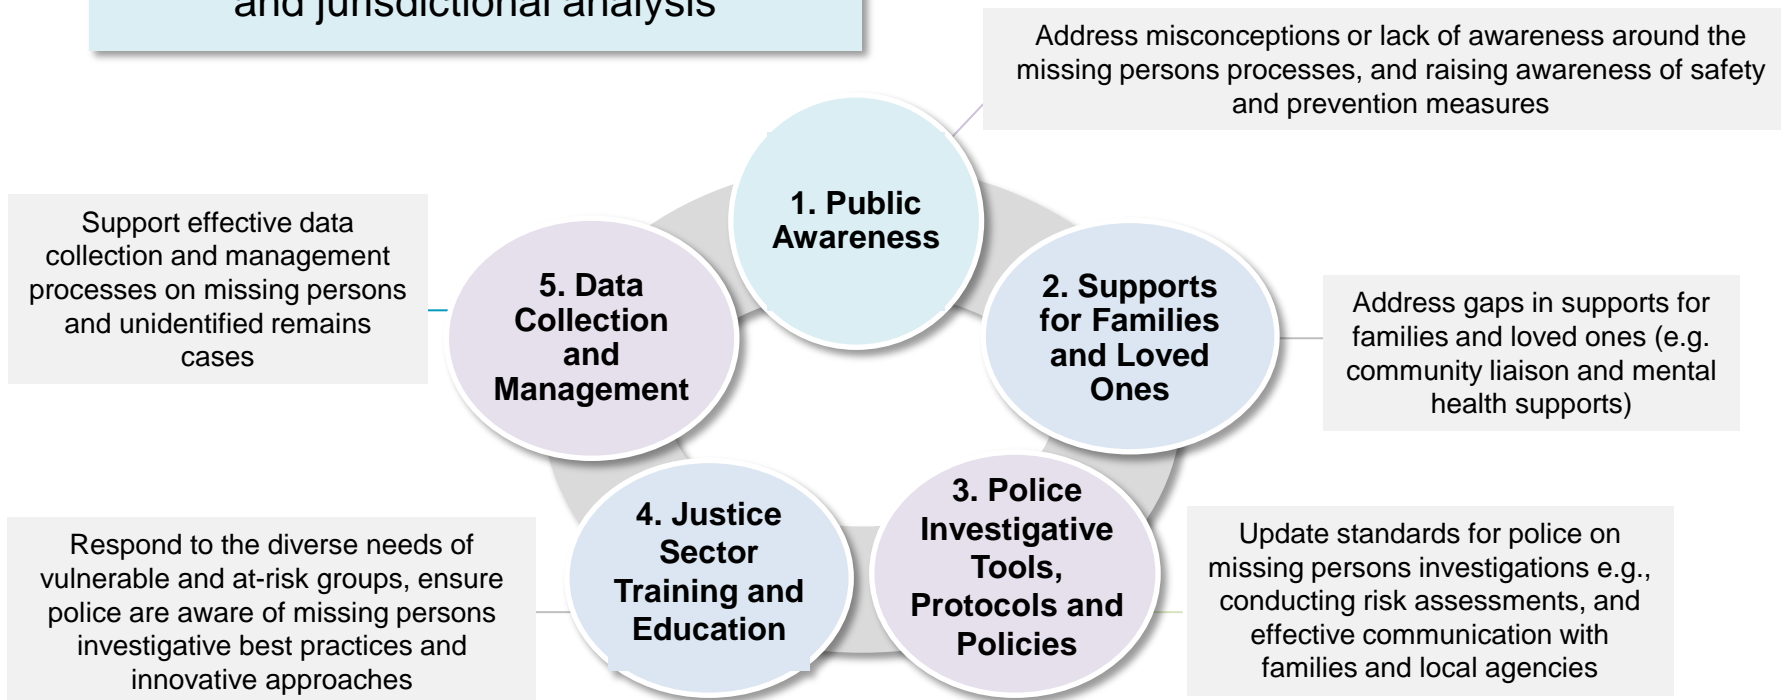 and jurisdictional analysis
Address misconceptions or lack of awareness around the
missing persons processes, and raising awareness of safety
and prevention measures
1. Public
Awareness
2. Supports
for Families
and Loved
Ones
Address gaps in supports for
families and loved ones (e.g.
community liaison and mental
health supports)
3. Police
Investigative
Tools,
Protocols and
Policies
Update standards for police on
missing persons investigations e.g.,
conducting risk assessments, and
effective communication with
families and local agencies
4. Justice
Sector
Training and
Education
Respond to the diverse needs of
vulnerable and at-risk groups, ensure
police are aware of missing persons
investigative best practices and
innovative approaches
5. Data
Collection
and
Management
Support effective data
collection and management
processes on missing persons
and unidentified remains
cases